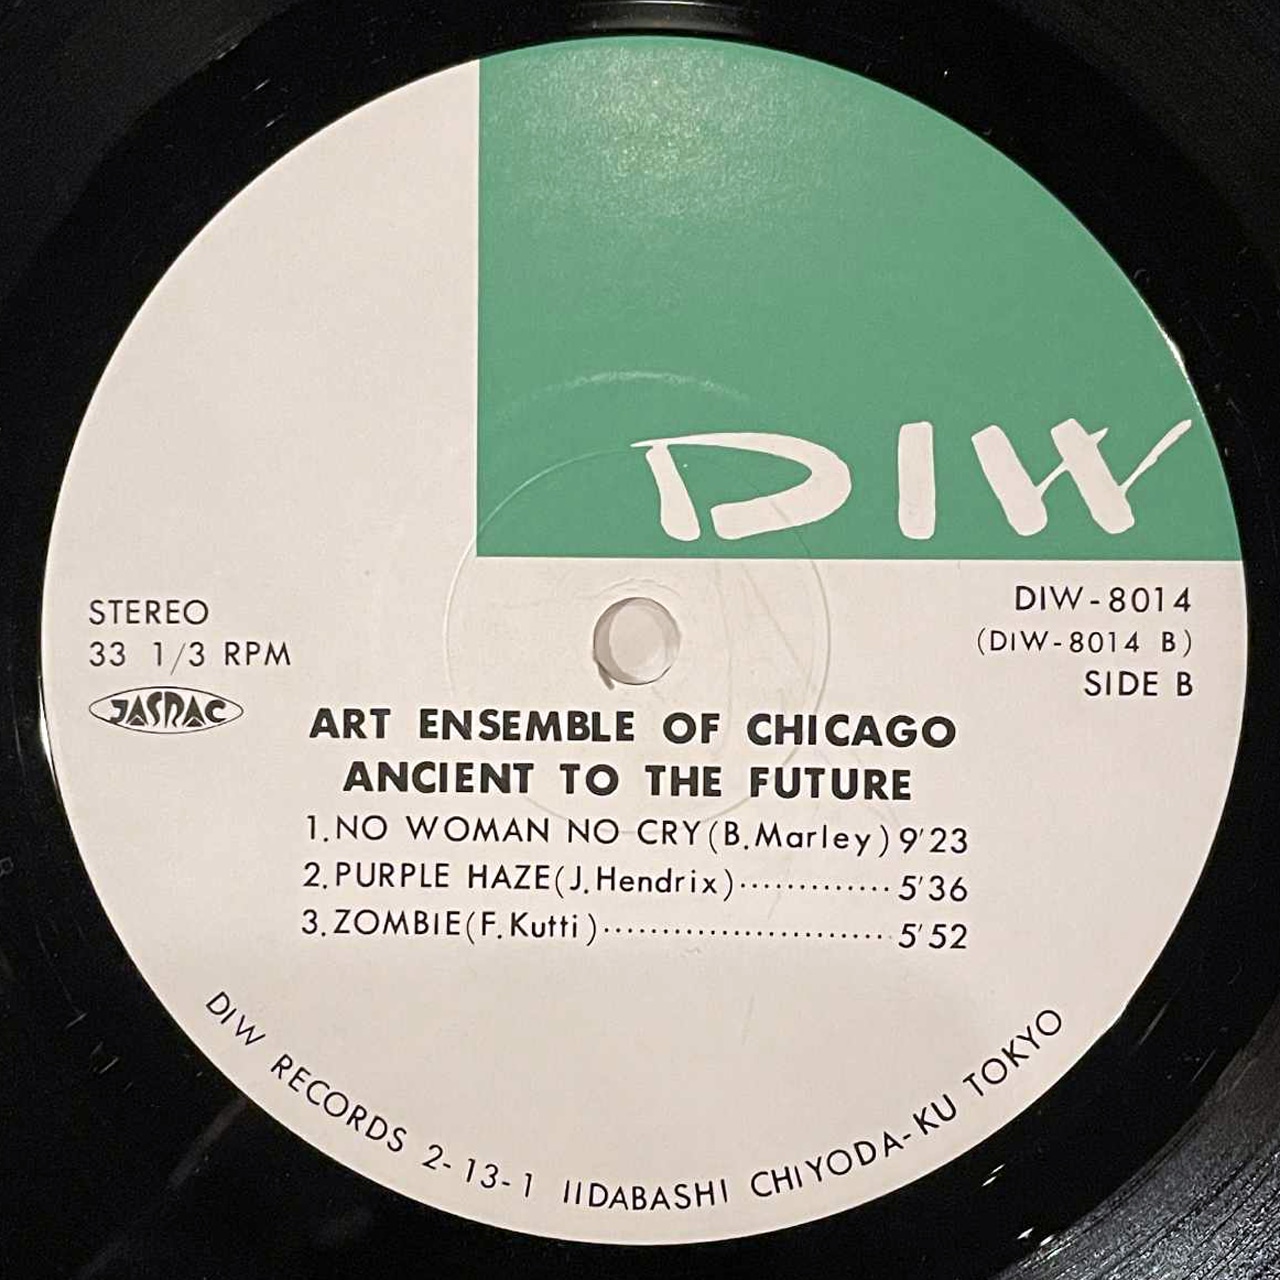 DIW
STEREO
33 1/3 RPM
JASRAC
DIW-8014
(DIW-8014 B)
SIDE B
ART ENSEMBLE OF CHICAGO
ANCIENT TO THE FUTURE
1. NO WOMAN NO CRY (B. Marley) 9'23
2. PURPLE HAZE (J. Hendrix)············· 5'36
3. ZOMBIE (F. Kutti)························ 5'52
DIW RECORDS 2-13-1 IIDABASHI CHIYODA-KU TOKYO